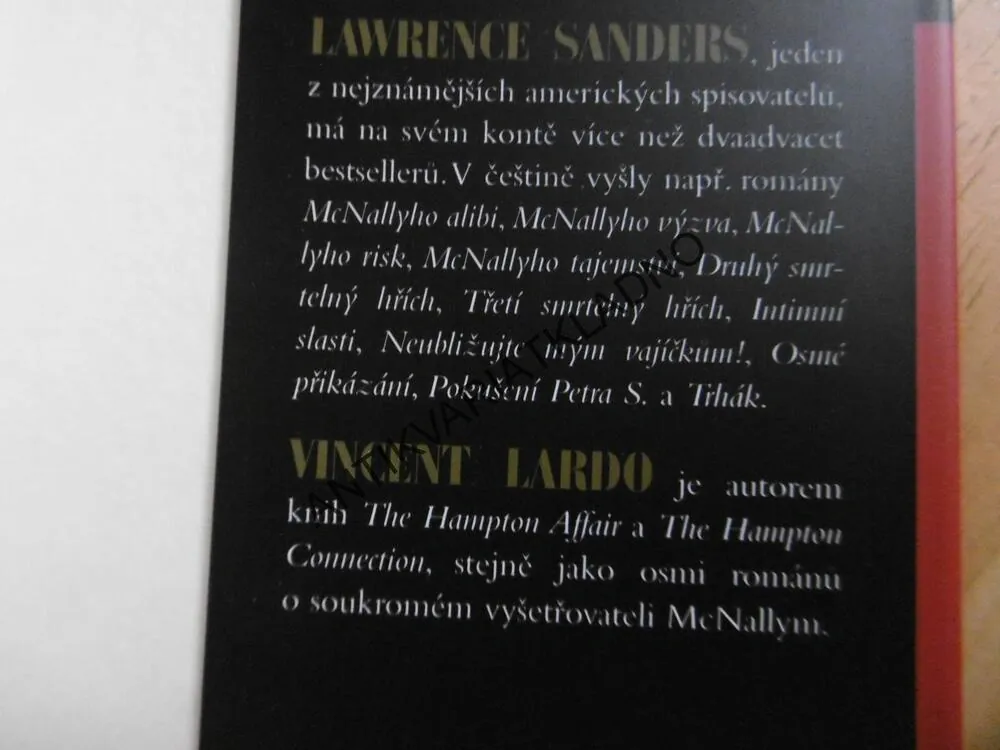 LAWRENCE SANDERS, jeden
z nejznámějších amerických spisovatelů,
má na svém kontě více než dvaadvacet
bestsellerů. V češtině vyšly např. romány
McNallyho alibi, McNallyho výzva, McNal-
lyho risk, McNallyho tajemství, Druhý smr-
telný hřích, Třetí smrtelný hřích, Intimní
slasti, Neubližujte mým vajíčkům!, Osmé
přikázání, Pokušení Petra S. a Trhák.
VINCENT LARDO je autorem
knih The Hampton Affair a The Hampton
Connection, stejně jako osmi románů
o soukromém vyšetřovateli McNallym.
ANTIKVARIATKLADNO